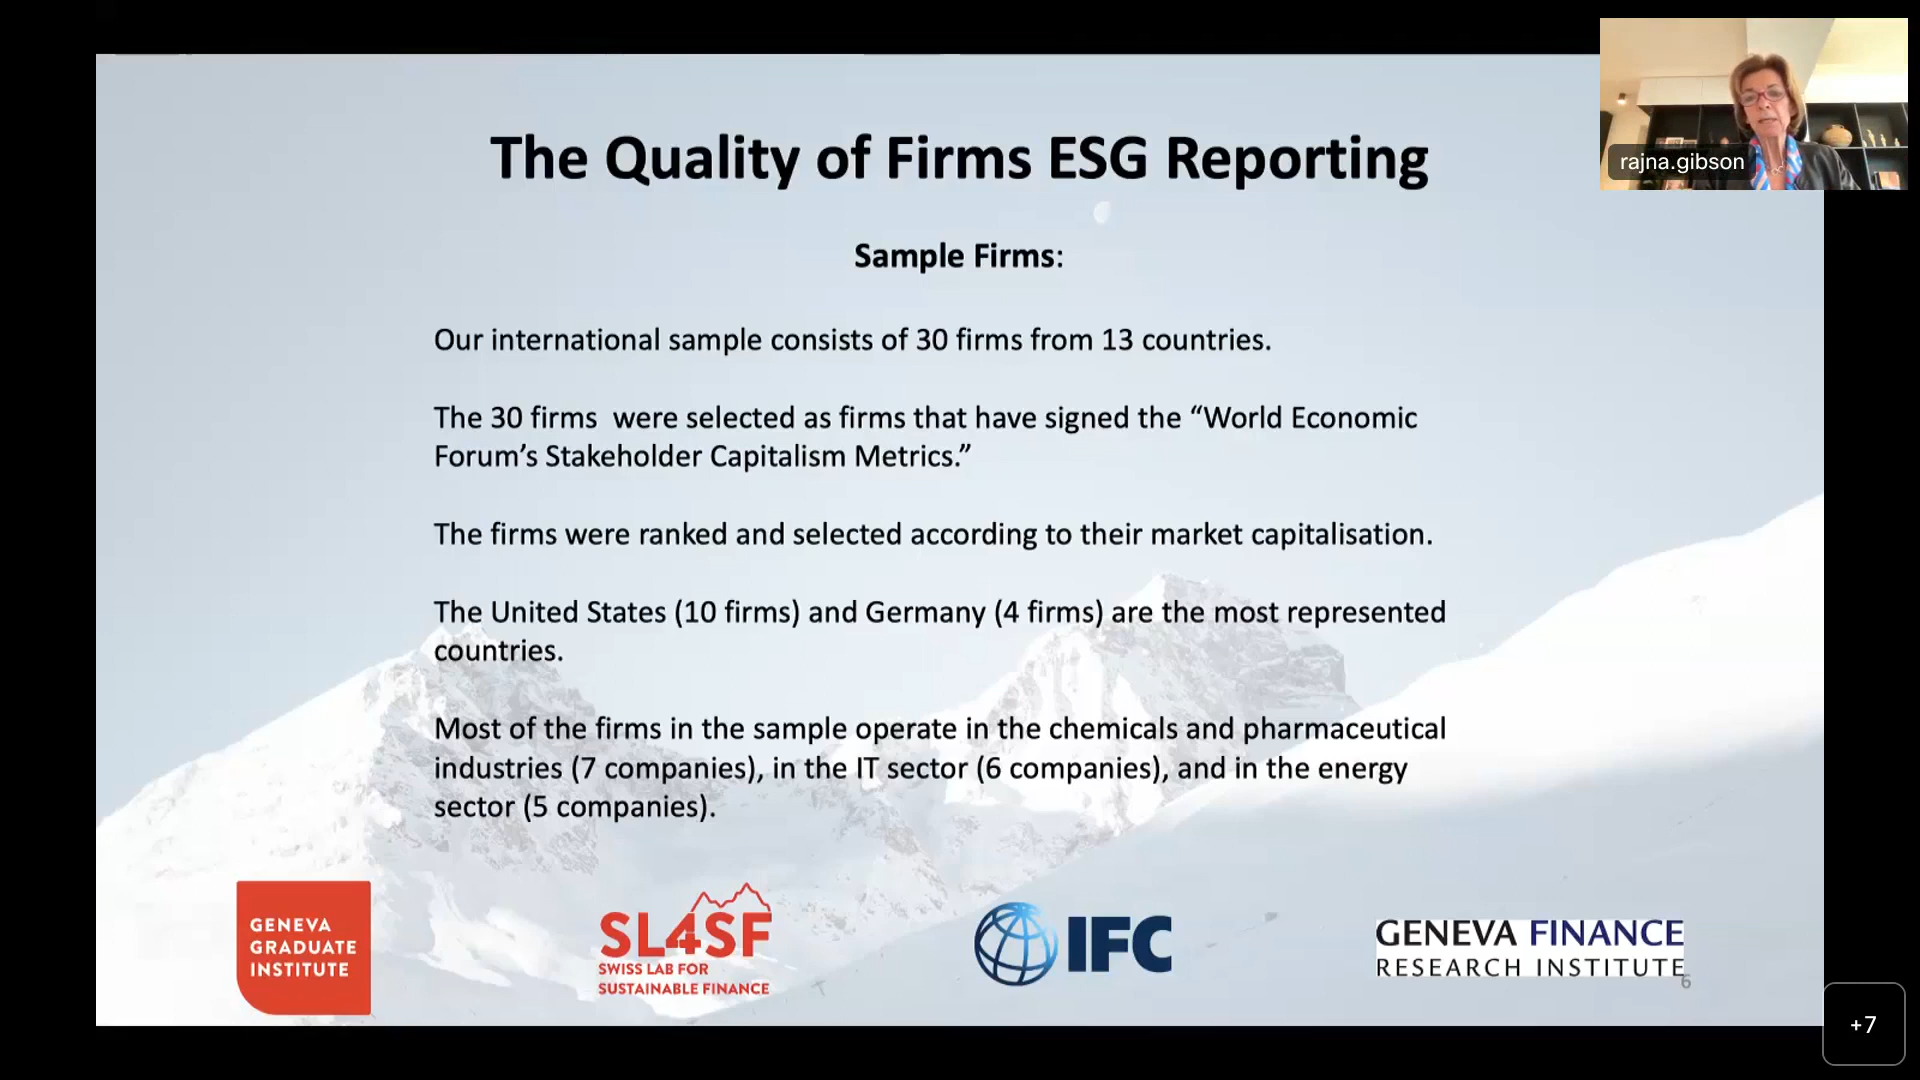 The Quality of Firms ESG Reporting
rajna.gibson
Sample Firms:
Our international sample consists of 30 firms from 13 countries.
The 30 firms  were selected as firms that have signed the “World Economic
Forum’s Stakeholder Capitalism Metrics.”
The firms were ranked and selected according to their market capitalisation.
The United States (10 firms) and Germany (4 firms) are the most represented
countries.
Most of the firms in the sample operate in the chemicals and pharmaceutical
industries (7 companies), in the IT sector (6 companies), and in the energy
sector (5 companies).
GENEVA
GRADUATE
INSTITUTE
SL4SF
SWISS LAB FOR
SUSTAINABLE FINANCE
IFC
GENEVA FINANCE
RESEARCH INSTITUTE
6
+7